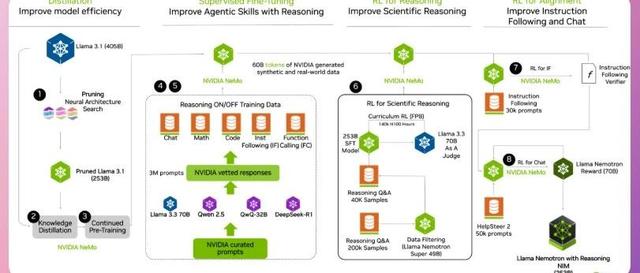 Distillation
Improve model efficiency
Llama 3.1 (405B)
1
Pruning
Neural Architecture
Search
Pruned Llama 3.1
(253B)
2
Knowledge
Distillation
3
Continued
Pre-Training
NVIDIA NeMo
Supervised Fine-Tuning
Improve Agentic Skills with Reasoning
NVIDIA NeMo
60B tokens of NVIDIA generated
synthetic and real-world data
4 5
Reasoning ON/OFF Training Data
Chat
Math
Code
Inst
Following (IF)
Function
Calling (FC)
3M prompts
NVIDIA vetted responses
Llama 3.3 70B
Qwen 2.5
QwQ-32B
DeepSeek-R1
NVIDIA curated
prompts
RL for Reasoning
Improve Scientific Reasoning
NVIDIA NeMo
6
RL for Scientific Reasoning
Curriculum RL (FP8)
140k H100 Hours
253B
SFT
Model
Llama 3.3
70B
As A
Judge
Reasoning Q&A
40K Samples
Reasoning Q&A
200k Samples
Data Filtering
(Llama Nemotron
Super 49B)
RL for Alignment
Improve Instruction
Following and Chat
7
RL for IF
NVIDIA NeMo
f
Instruction
Following
Verifier
Instruction
Following
30k prompts
8
RL for Chat
NVIDIA NeMo
Llama Nemotron
Reward (70B)
HelpSteer 2
50k prompts
Llama Nemotron with Reasoning
NIM
(253B)